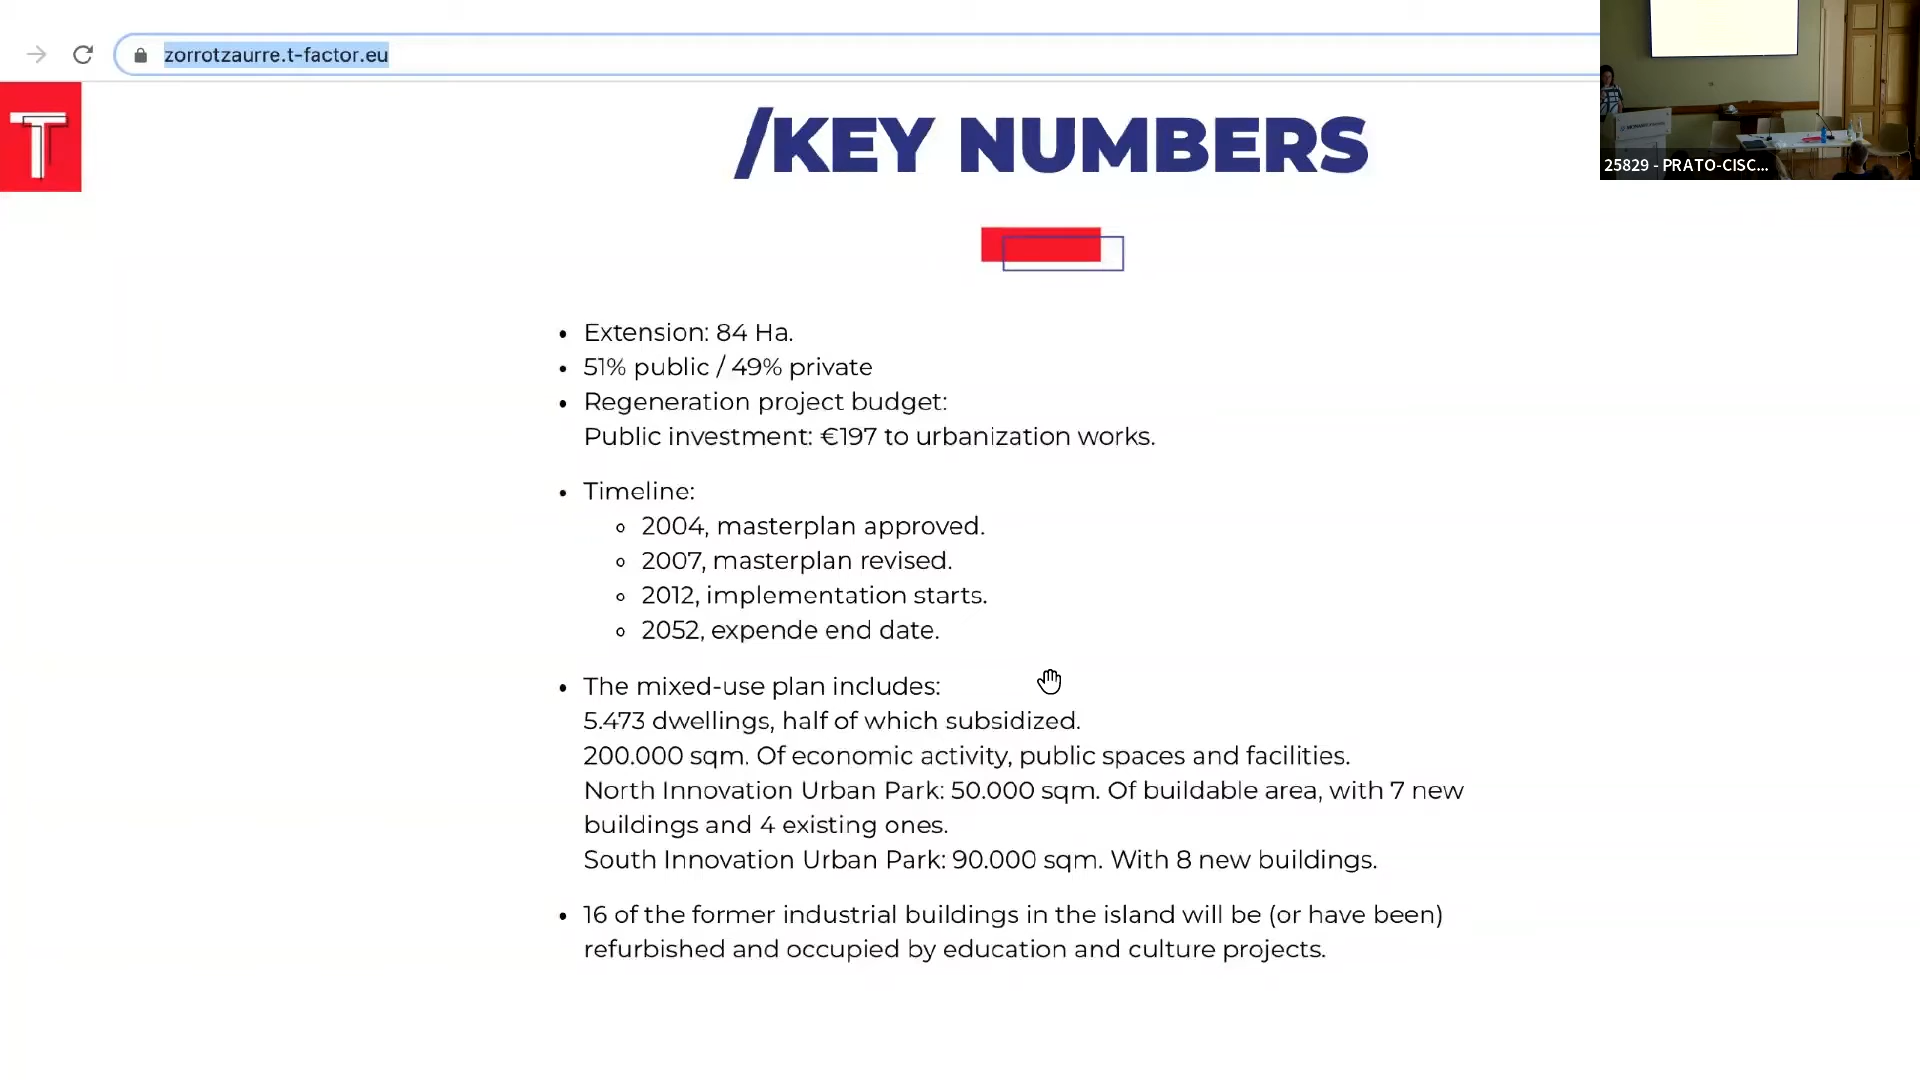 zorrotzaurre.t-factor.eu
T
/KEY NUMBERS
25829 - PRATO-CISC...
• Extension: 84 Ha.
• 51% public / 49% private
• Regeneration project budget:
Public investment: €197 to urbanization works.
• Timeline:
◦ 2004, masterplan approved.
◦ 2007, masterplan revised.
◦ 2012, implementation starts.
◦ 2052, expende end date.
• The mixed-use plan includes:
5.473 dwellings, half of which subsidized.
200.000 sqm. Of economic activity, public spaces and facilities.
North Innovation Urban Park: 50.000 sqm. Of buildable area, with 7 new
buildings and 4 existing ones.
South Innovation Urban Park: 90.000 sqm. With 8 new buildings.
• 16 of the former industrial buildings in the island will be (or have been)
refurbished and occupied by education and culture projects.